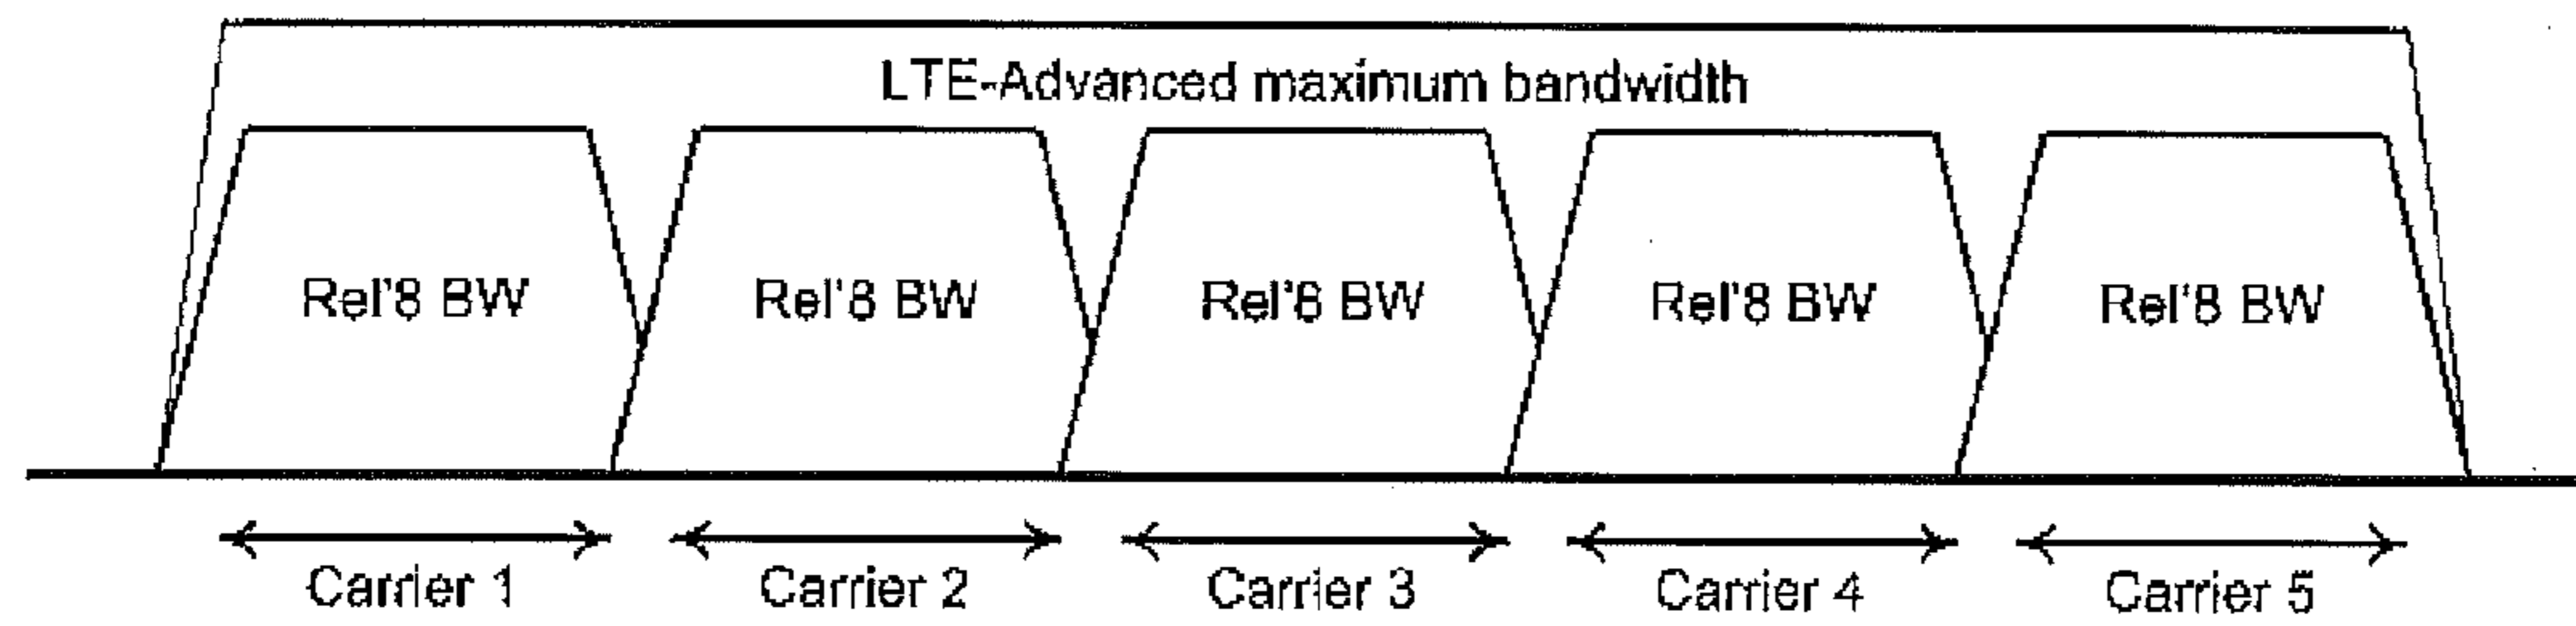 LTE-Advanced maximum bandwidth
Rel'8 BW Rel'8 BW Rel'8 BW Rel'8 BW Rel'8 BW
Carrier 1 Carrier 2 Carrier 3 Carrier 4 Carrier 5